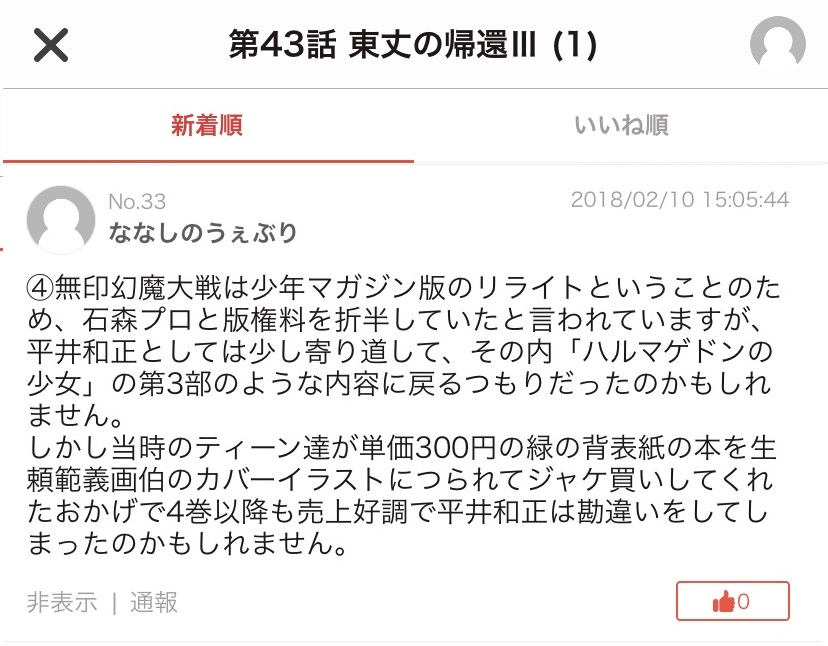 第43話 東丈の帰還Ⅲ (1)
新着順
いいね順
No.33
2018/02/10 15:05:44
ななしのうぇぶり
④無印幻魔大戦は少年マガジン版のリライトということのた
め、石森プロと版権料を折半していたと言われていますが、
平井和正としては少し寄り道して、その内「ハルマゲドンの
少女」の第3部のような内容に戻るつもりだったのかもしれ
ません。
しかし当時のティーン達が単価300円の緑の背表紙の本を生
頼範義画伯のカバーイラストにつられてジャケ買いしてくれ
たおかげで4巻以降も売上好調で平井和正は勘違いをしてし
まったのかもしれません。
非表示 | 通報
0